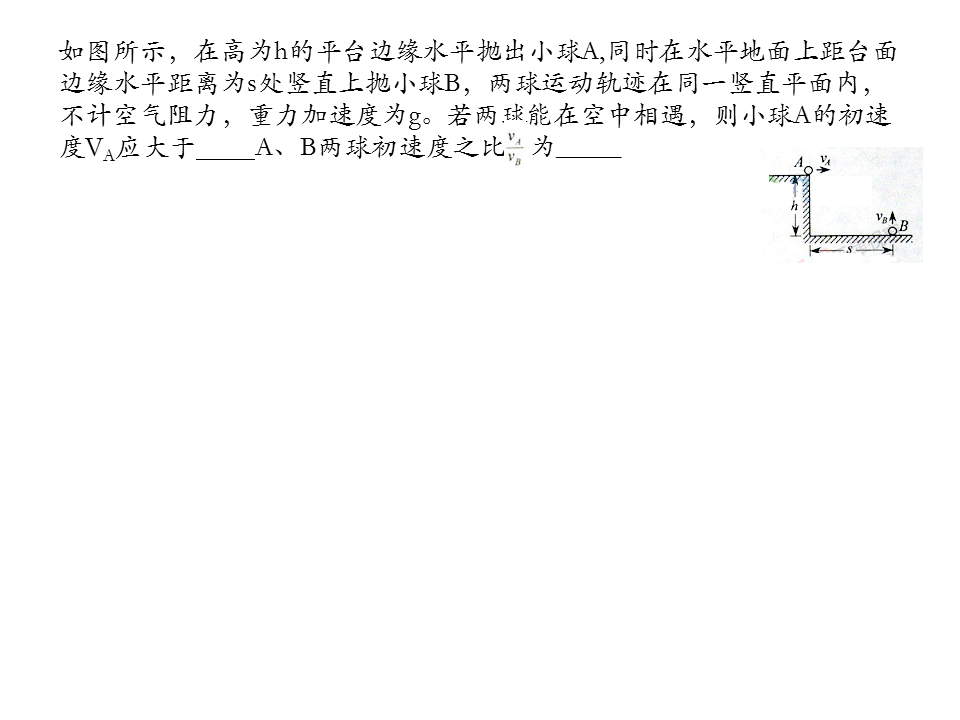 如图所示，在高为h的平台边缘水平抛出小球A,同时在水平地面上距台面
边缘水平距离为s处竖直上抛小球B，两球运动轨迹在同一竖直平面内，
不计空气阻力，重力加速度为g。若两球能在空中相遇，则小球A的初速
度VA应大于_____A、B两球初速度之比 vA/vB 为_____
A vA
h
vB B
s